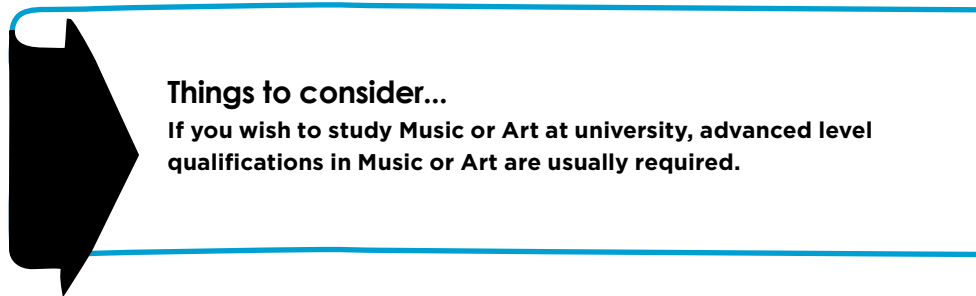 Things to consider...
If you wish to study Music or Art at university, advanced level
qualifications in Music or Art are usually required.